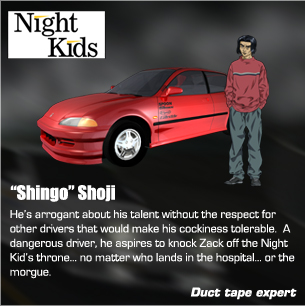 Night
Kids
"Shingo" Shoji
He's arrogant about his talent without the respect for
other drivers that would make his cockiness tolerable.  A
dangerous driver, he aspires to knock Zack off the Night
Kid's throne... no matter who lands in the hospital... or
the morgue.
Duct tape expert